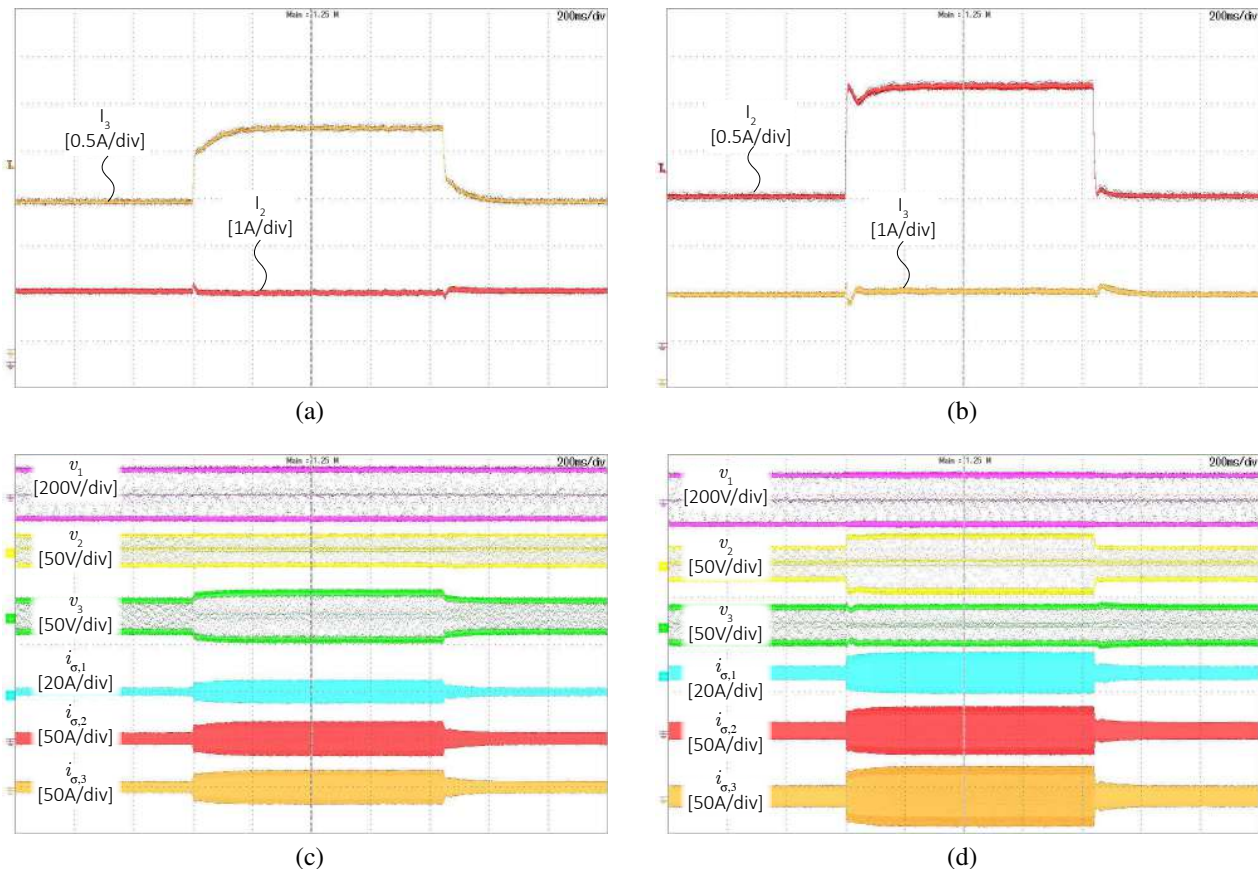 Main : 1.25 M
200ms/div
I3
[0.5A/div]
I2
[1A/div]
(a)
Main : 1.25 M
200ms/div
I2
[0.5A/div]
I3
[1A/div]
(b)
Main : 1.25 M
200ms/div
v1
[200V/div]
v2
[50V/div]
v3
[50V/div]
iσ,1
[20A/div]
iσ,2
[50A/div]
iσ,3
[50A/div]
(c)
Main : 1.25 M
200ms/div
v1
[200V/div]
v2
[50V/div]
v3
[50V/div]
iσ,1
[20A/div]
iσ,2
[50A/div]
iσ,3
[50A/div]
(d)